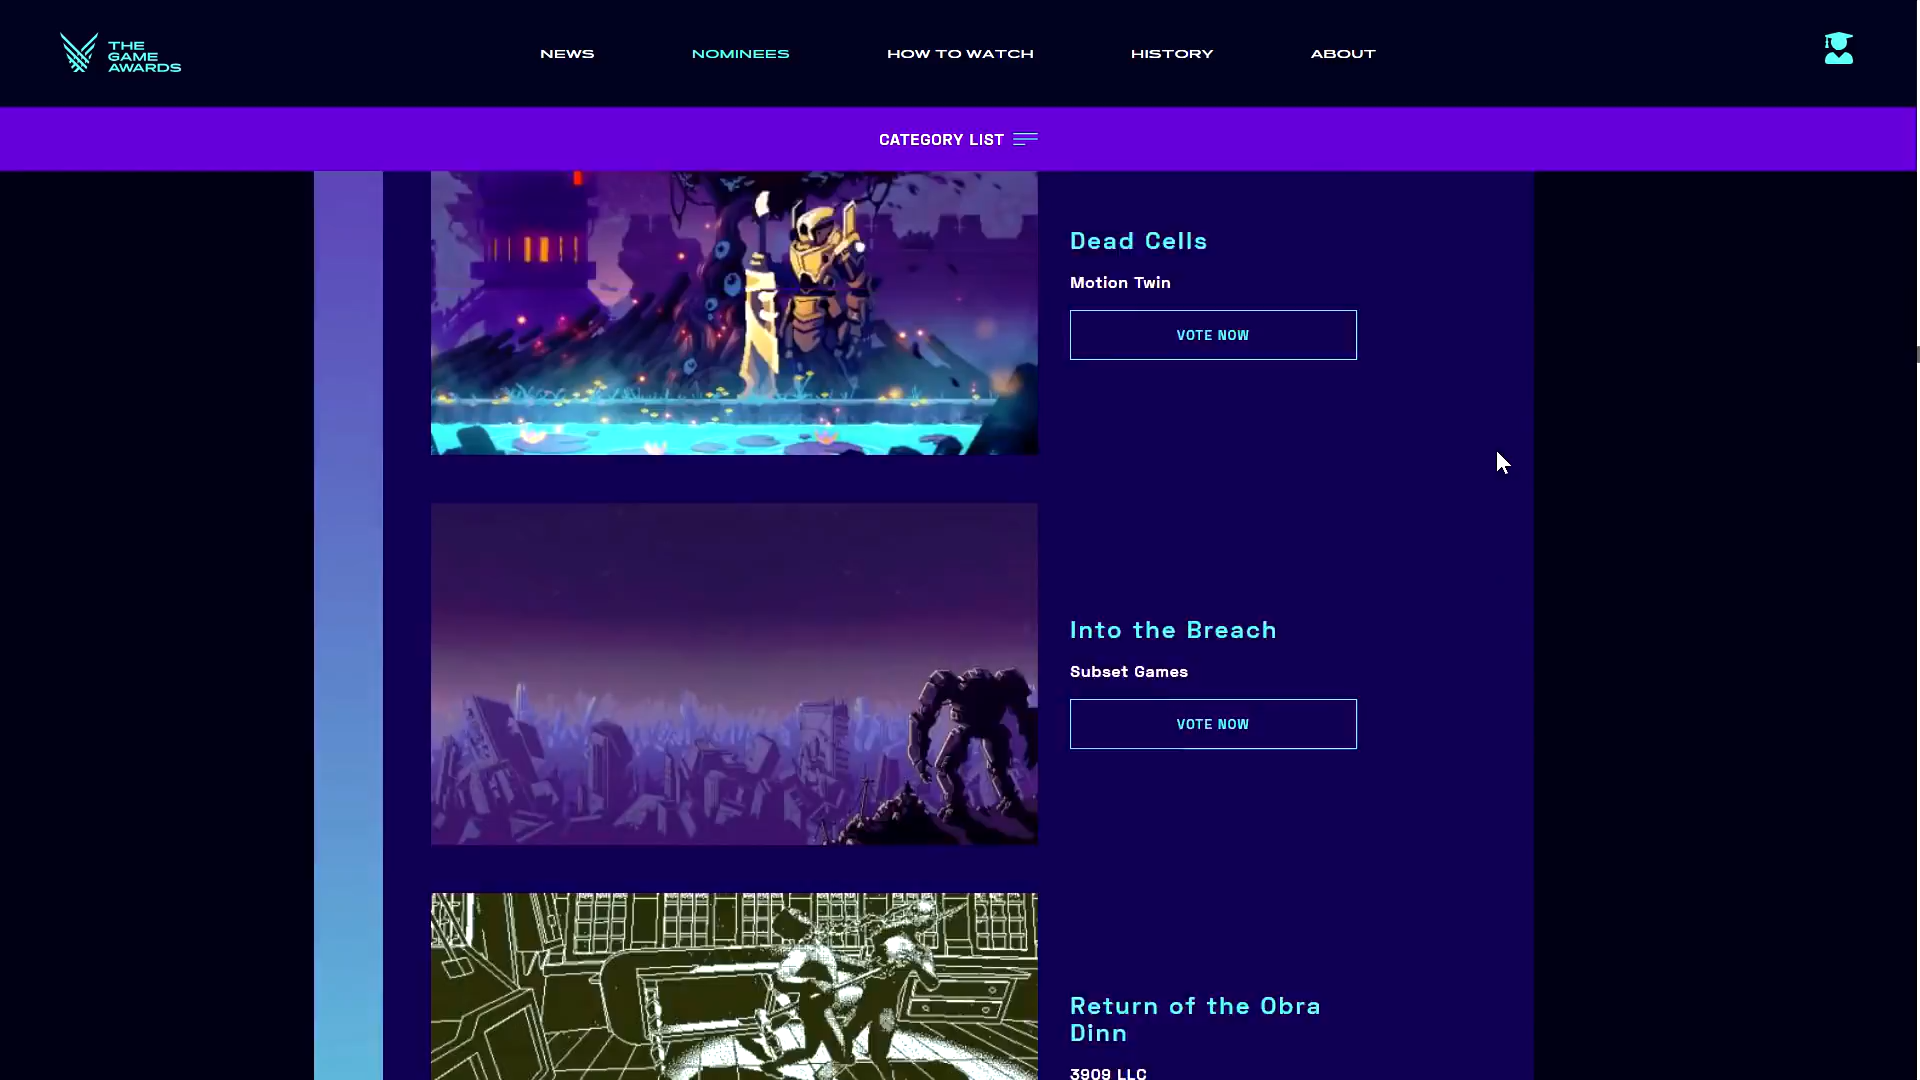 THE
GAME
AWARDS
NEWS
NOMINEES
HOW TO WATCH
HISTORY
ABOUT
CATEGORY LIST
Dead Cells
Motion Twin
VOTE NOW
Into the Breach
Subset Games
VOTE NOW
Return of the Obra
Dinn
3909 LLC